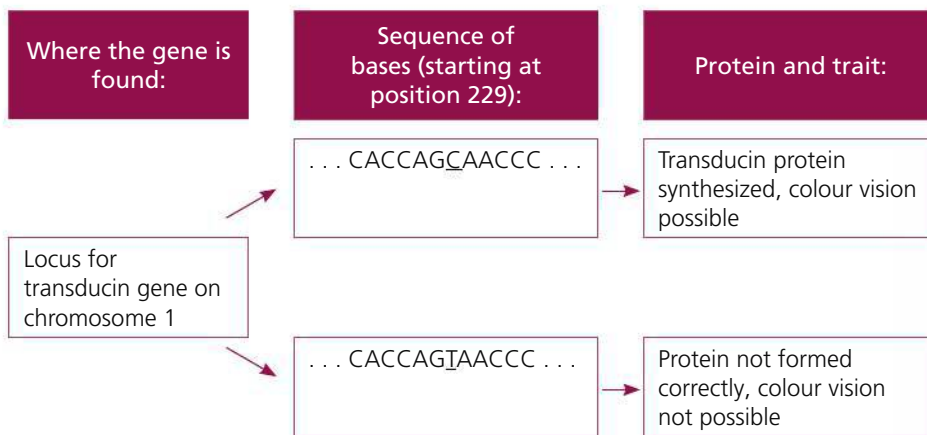 Where the gene is
found:
Sequence of
bases (starting at
position 229):
Protein and trait:
. . . CACCAGCAACCC . . .
Transducin protein
synthesized, colour vision
possible
Locus for
transducin gene on
chromosome 1
. . . CACCAGTAACCC . . .
Protein not formed
correctly, colour vision
not possible